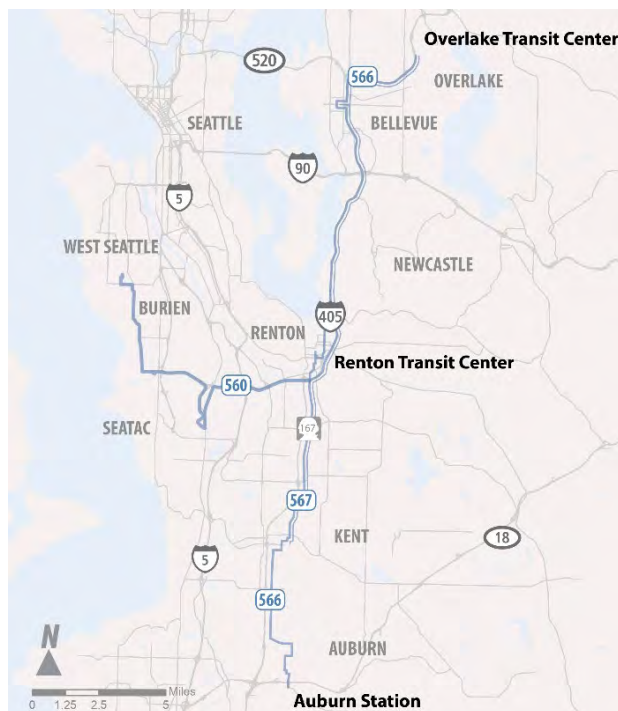 Overlake Transit Center
520
566
OVERLAKE
SEATTLE
BELLEVUE
90
5
WEST SEATTLE
NEWCASTLE
BURIEN
405
RENTON
Renton Transit Center
560
SEATAC
167
567
KENT
18
5
566
N
AUBURN
Miles
0 1.25 2.5 5
Auburn Station